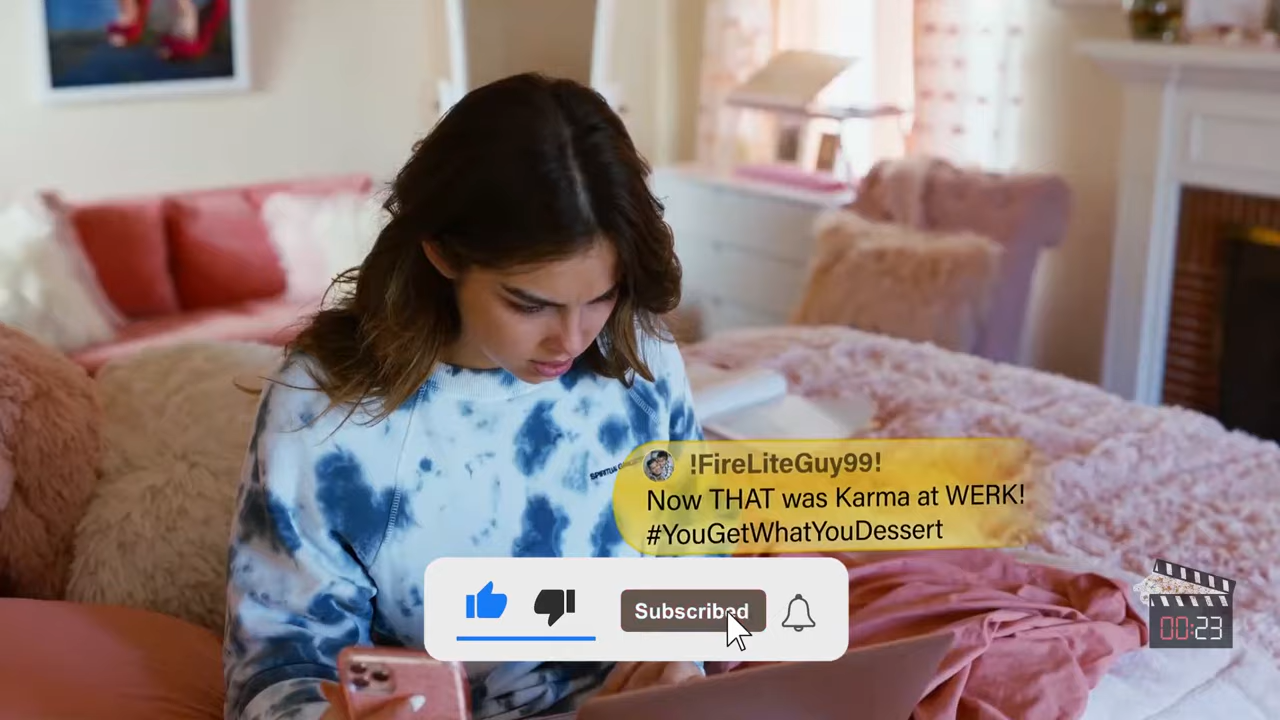 !FireLiteGuy99!
Now THAT was Karma at WERK!
#YouGetWhatYouDessert
Subscribed
00:23